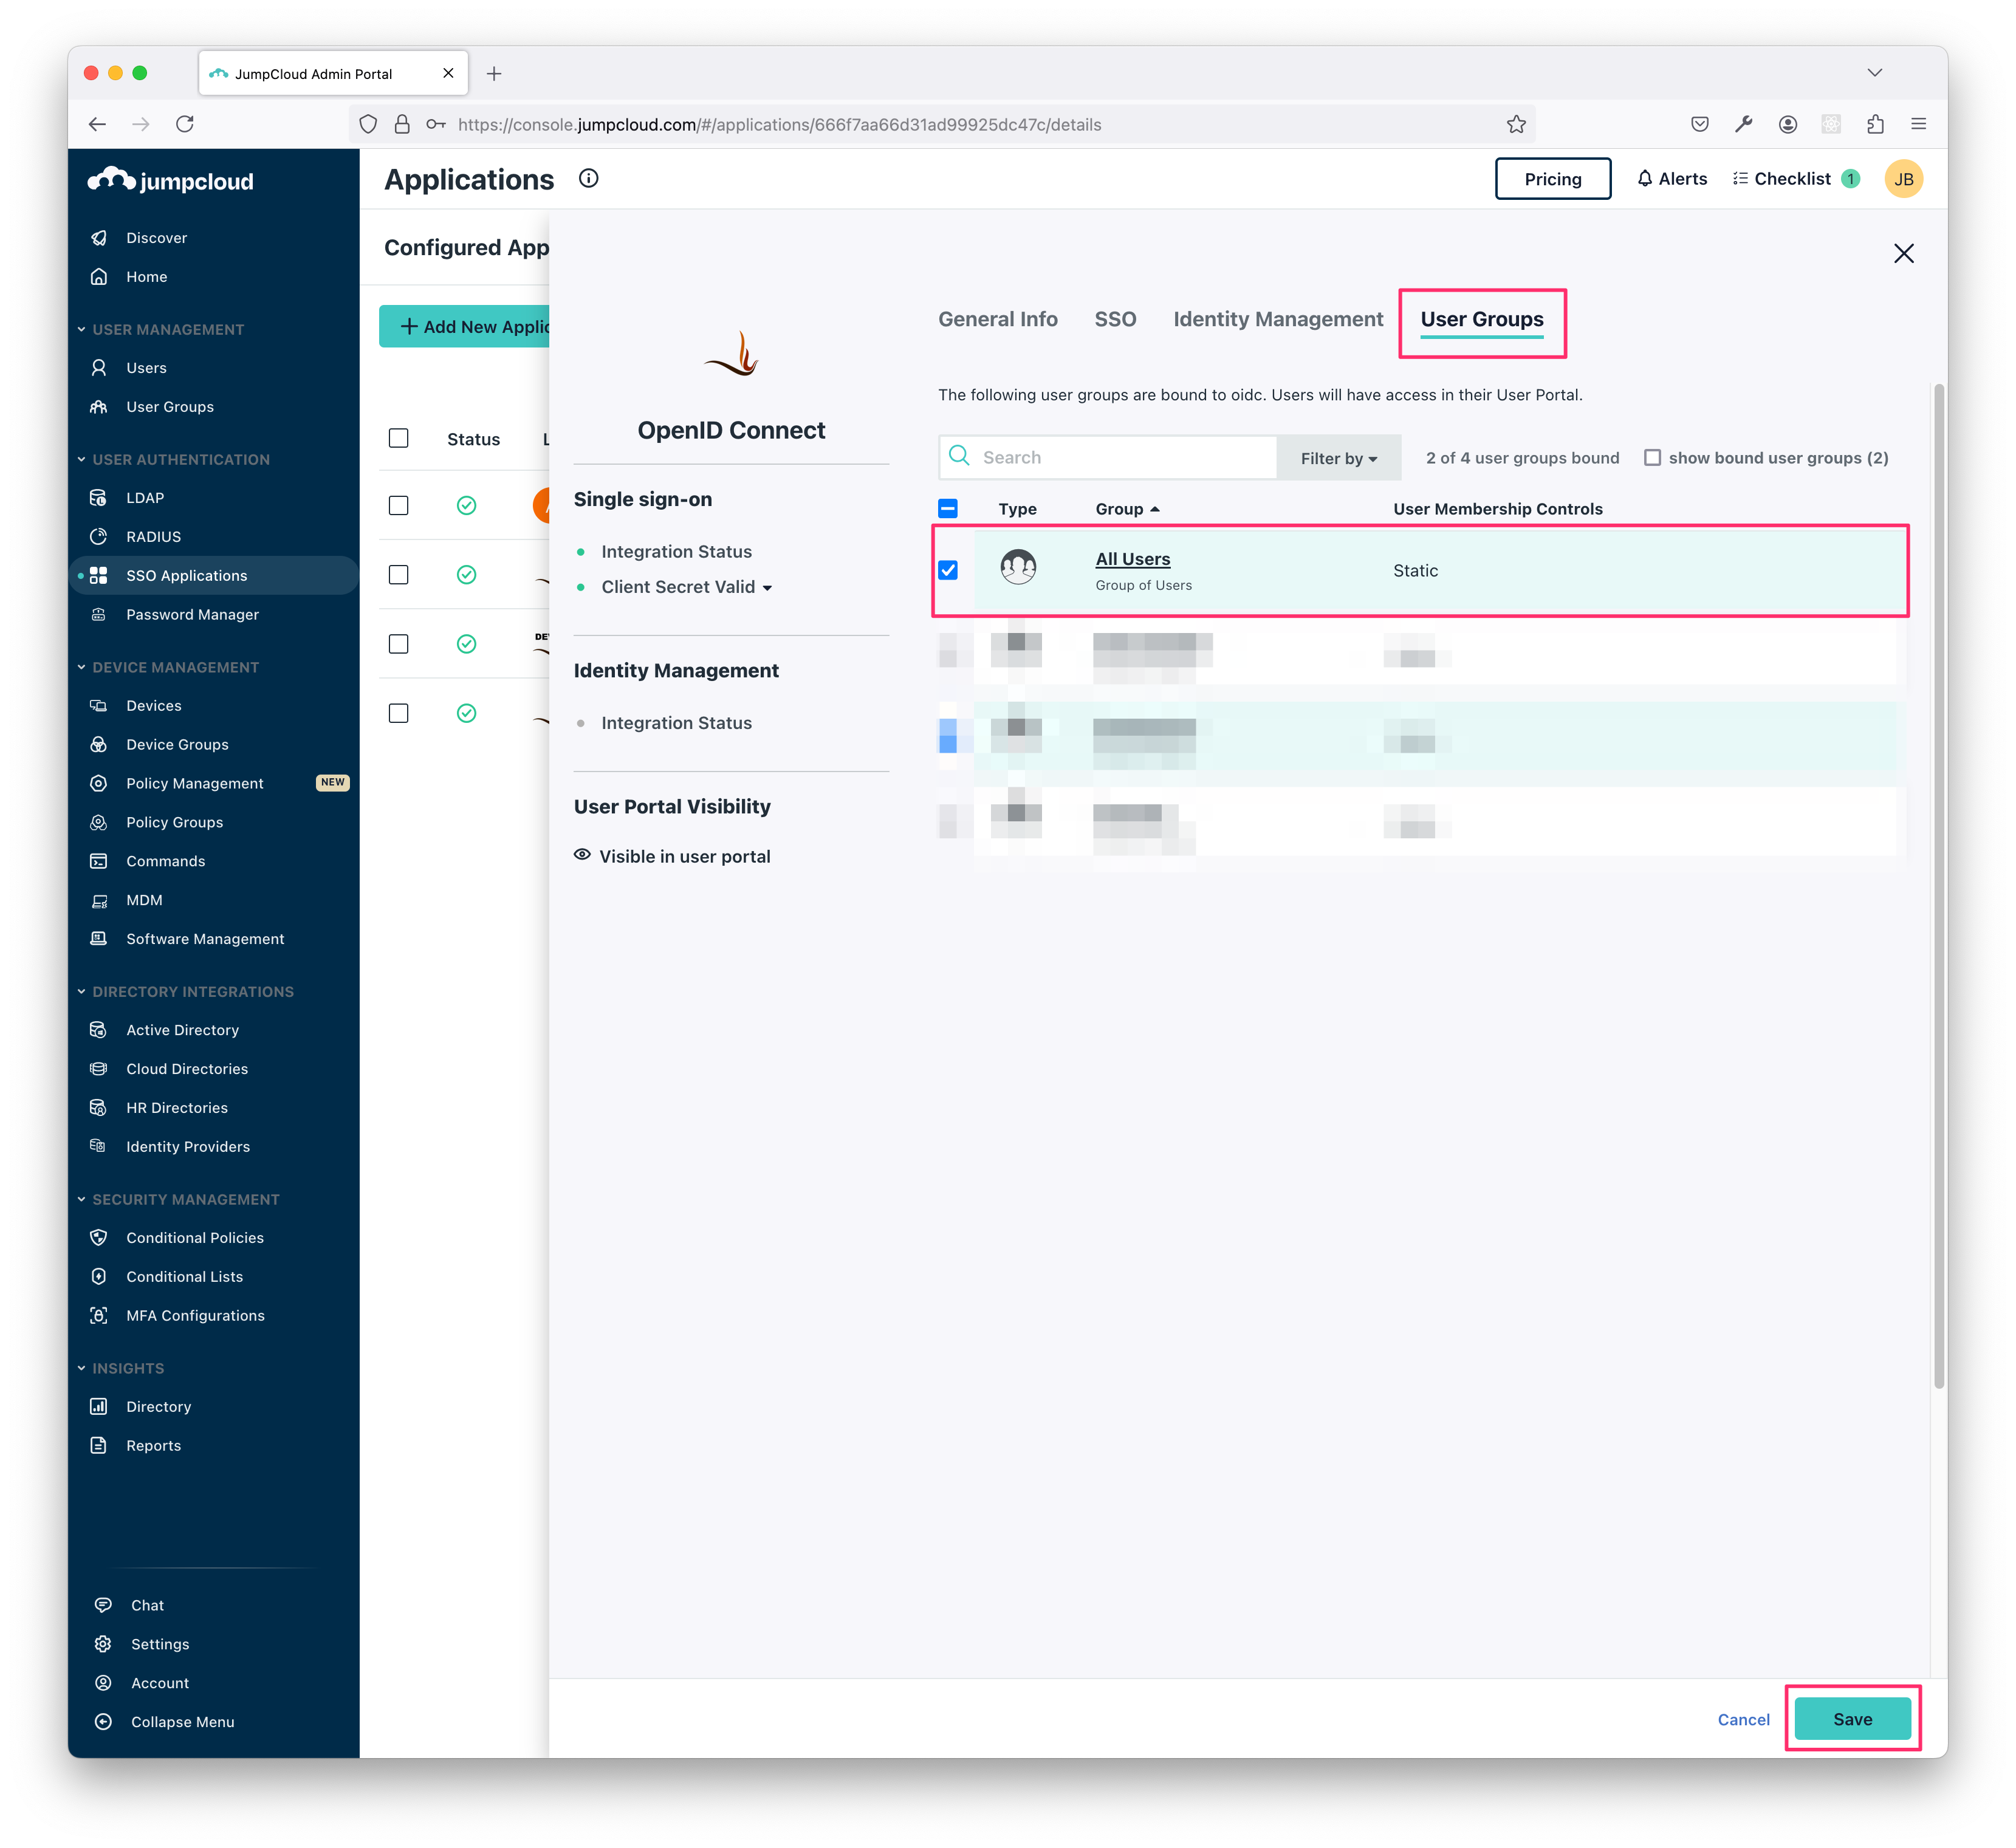 JumpCloud Admin Portal
https://console.jumpcloud.com/#/applications/666f7aa66d31ad99925dc47c/details
jumpcloud
Discover
Home
USER MANAGEMENT
Users
User Groups
USER AUTHENTICATION
LDAP
RADIUS
SSO Applications
Password Manager
DEVICE MANAGEMENT
Devices
Device Groups
Policy Management NEW
Policy Groups
Commands
MDM
Software Management
DIRECTORY INTEGRATIONS
Active Directory
Cloud Directories
HR Directories
Identity Providers
SECURITY MANAGEMENT
Conditional Policies
Conditional Lists
MFA Configurations
INSIGHTS
Directory
Reports
Chat
Settings
Account
Collapse Menu
Applications
Pricing Alerts Checklist 1 JB
Configured App
+ Add New Applic
Status L
DE
OpenID Connect
Single sign-on
Integration Status
Client Secret Valid
Identity Management
Integration Status
User Portal Visibility
Visible in user portal
General Info SSO Identity Management User Groups
The following user groups are bound to oidc. Users will have access in their User Portal.
Search Filter by 2 of 4 user groups bound show bound user groups (2)
Type Group User Membership Controls
All Users
Group of Users
Static
Cancel Save